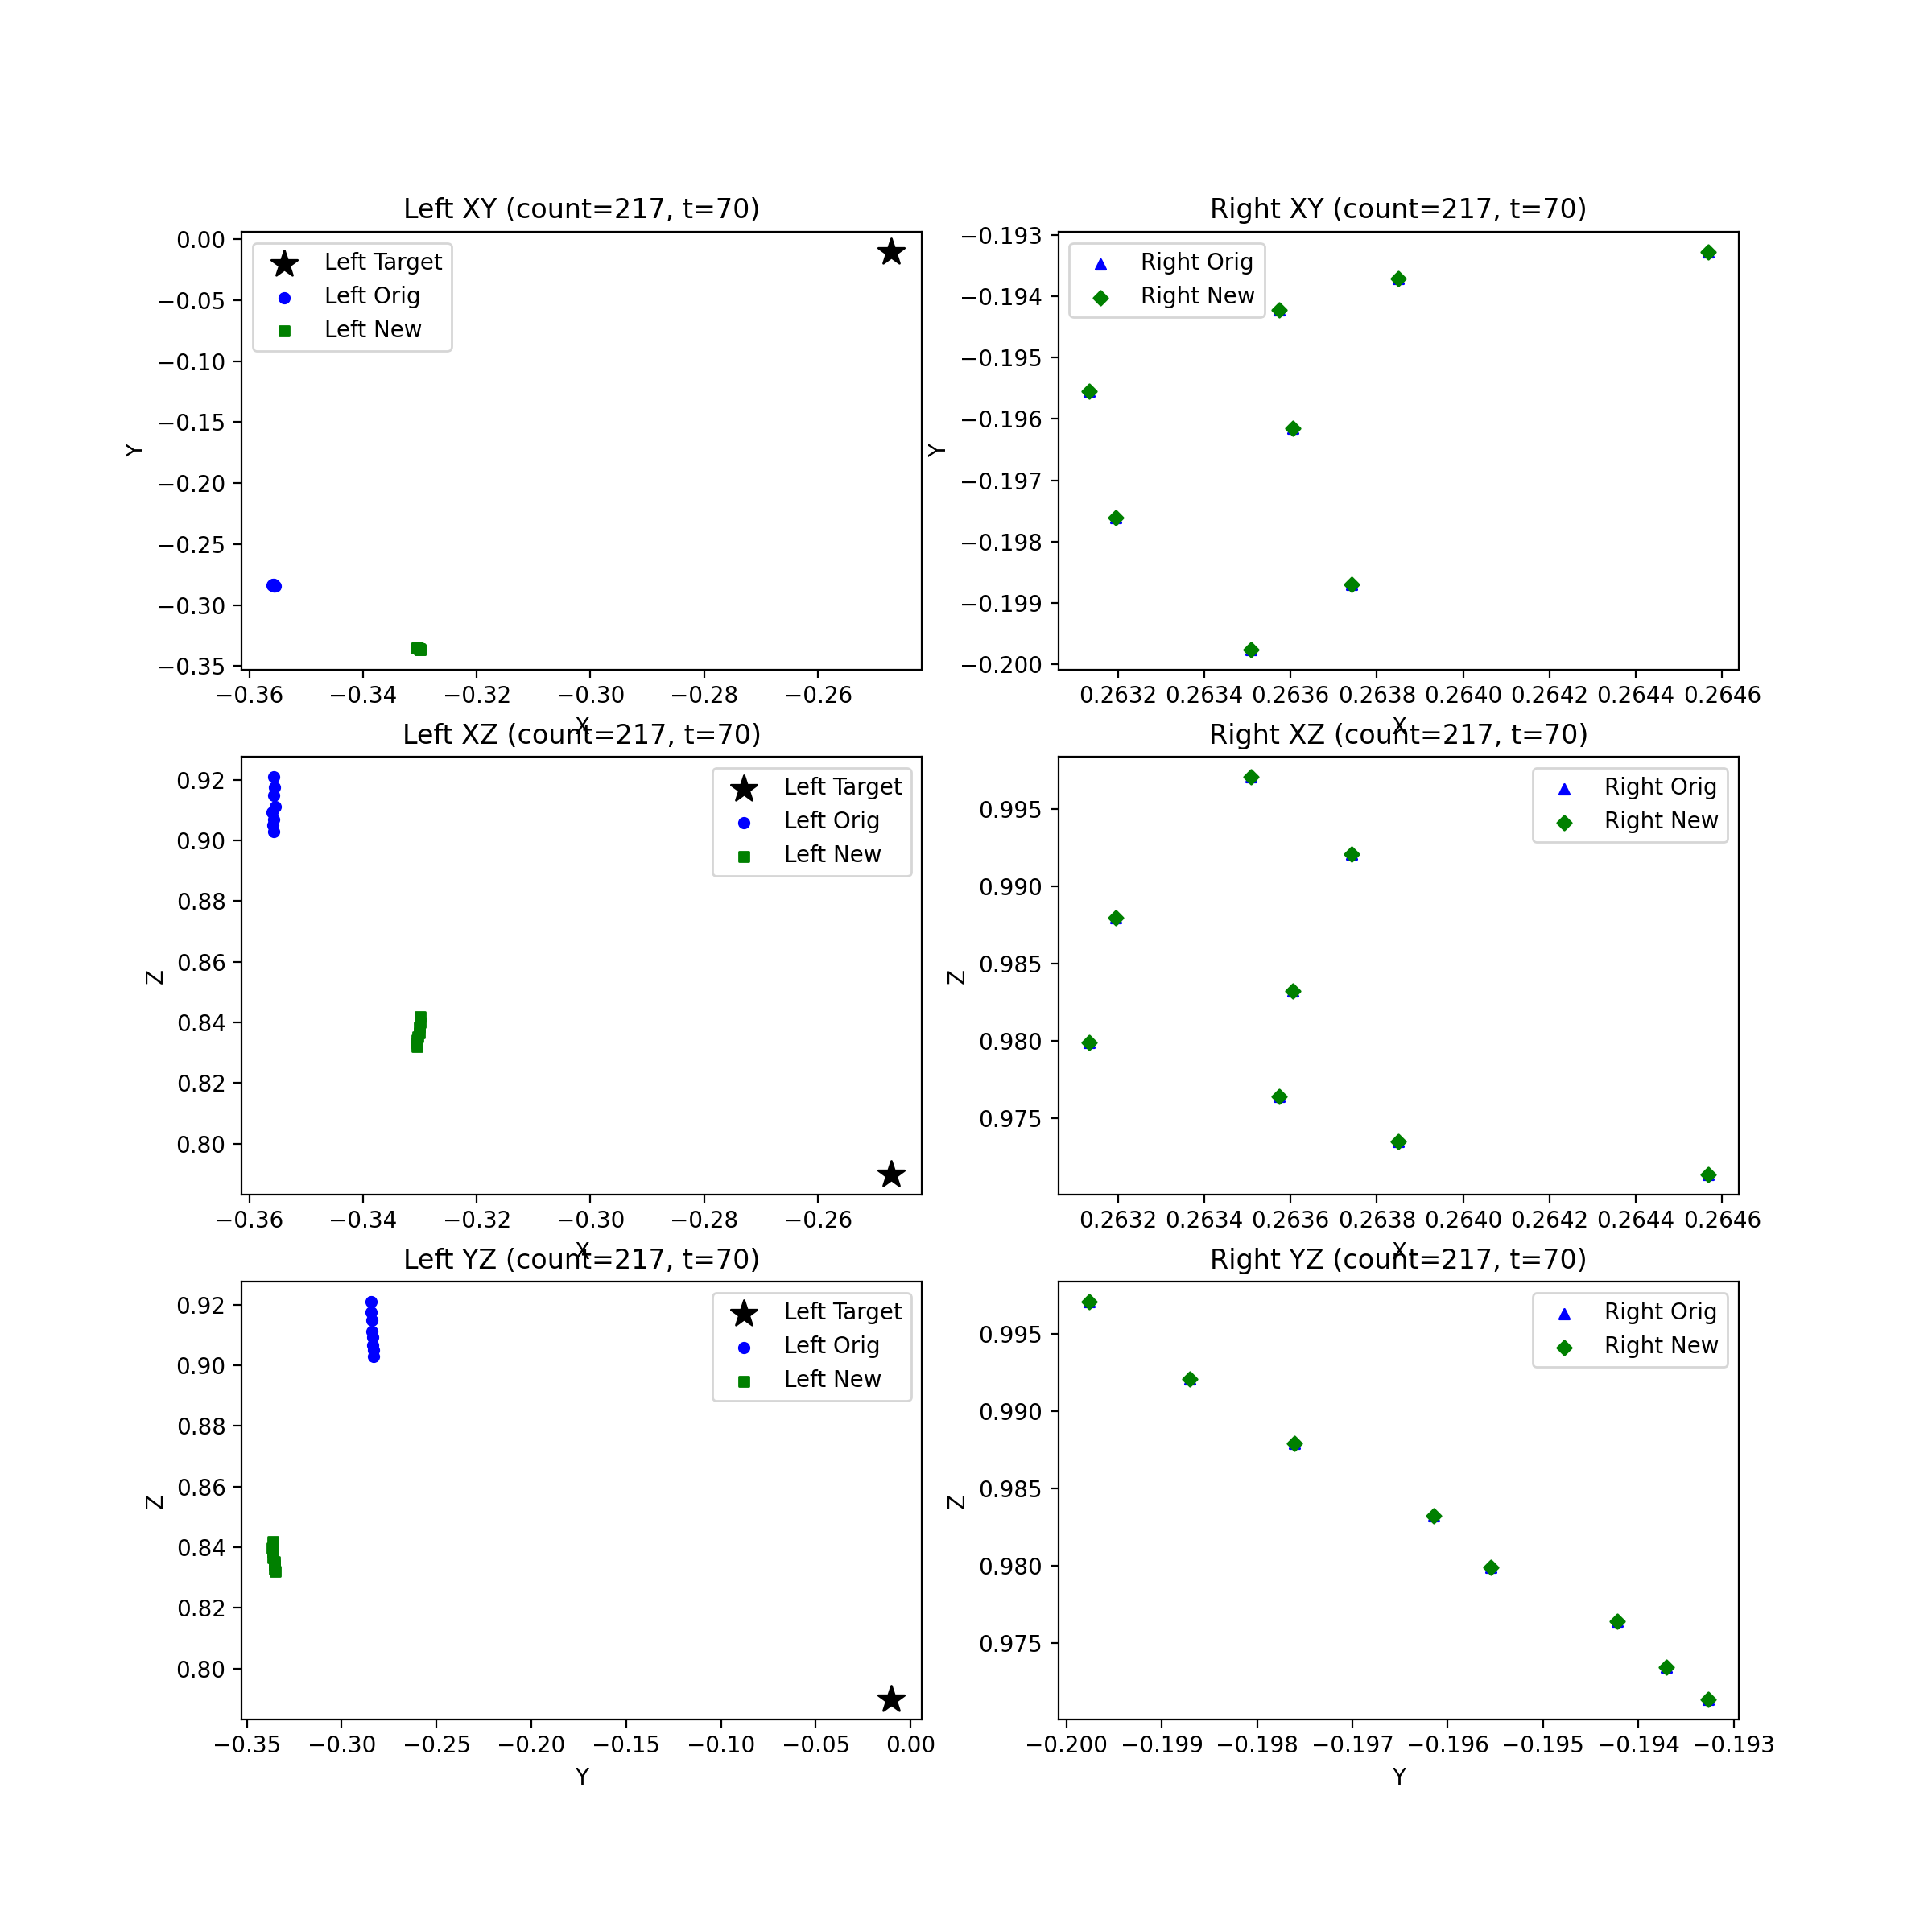 Left XY (count=217, t=70)
Right XY (count=217, t=70)
0.00
−0.05
−0.10
−0.15
−0.20
−0.25
−0.30
−0.35
Y
Left Target
Left Orig
Left New
−0.36
−0.34
−0.32
−0.30
−0.28
−0.26
X
−0.193
−0.194
−0.195
−0.196
−0.197
−0.198
−0.199
−0.200
Y
Right Orig
Right New
0.2632
0.2634
0.2636
0.2638
0.2640
0.2642
0.2644
0.2646
X
Left XZ (count=217, t=70)
Right XZ (count=217, t=70)
0.92
0.90
0.88
0.86
0.84
0.82
0.80
Z
Left Target
Left Orig
Left New
−0.36
−0.34
−0.32
−0.30
−0.28
−0.26
X
0.995
0.990
0.985
0.980
0.975
Z
Right Orig
Right New
0.2632
0.2634
0.2636
0.2638
0.2640
0.2642
0.2644
0.2646
X
Left YZ (count=217, t=70)
Right YZ (count=217, t=70)
0.92
0.90
0.88
0.86
0.84
0.82
0.80
Z
Left Target
Left Orig
Left New
−0.35
−0.30
−0.25
−0.20
−0.15
−0.10
−0.05
0.00
Y
0.995
0.990
0.985
0.980
0.975
Z
Right Orig
Right New
−0.200
−0.199
−0.198
−0.197
−0.196
−0.195
−0.194
−0.193
Y